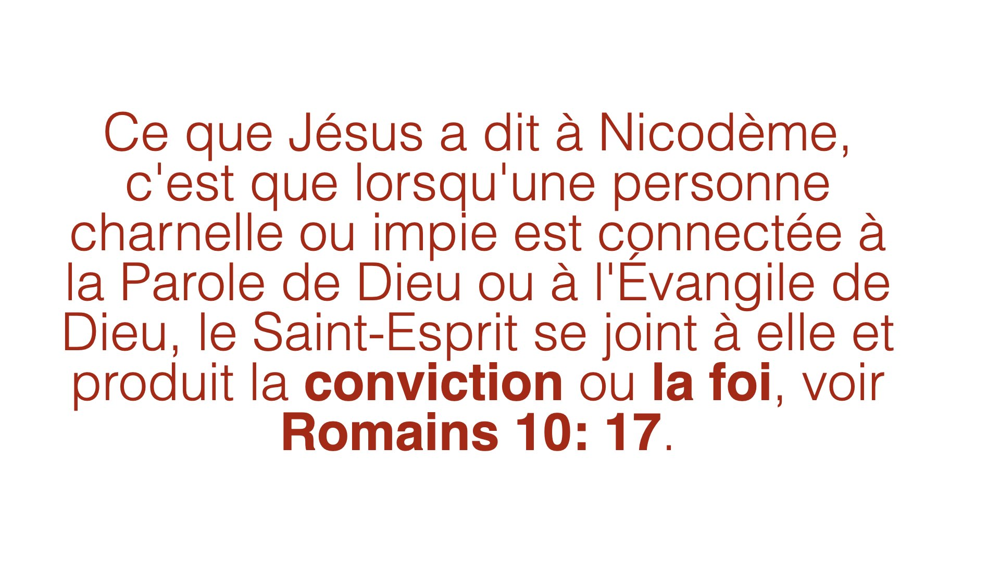 Ce que Jésus a dit à Nicodème,
c'est que lorsqu'une personne
charnelle ou impie est connectée à
la Parole de Dieu ou à l'Évangile de
Dieu, le Saint-Esprit se joint à elle et
produit la conviction ou la foi, voir
Romains 10: 17.